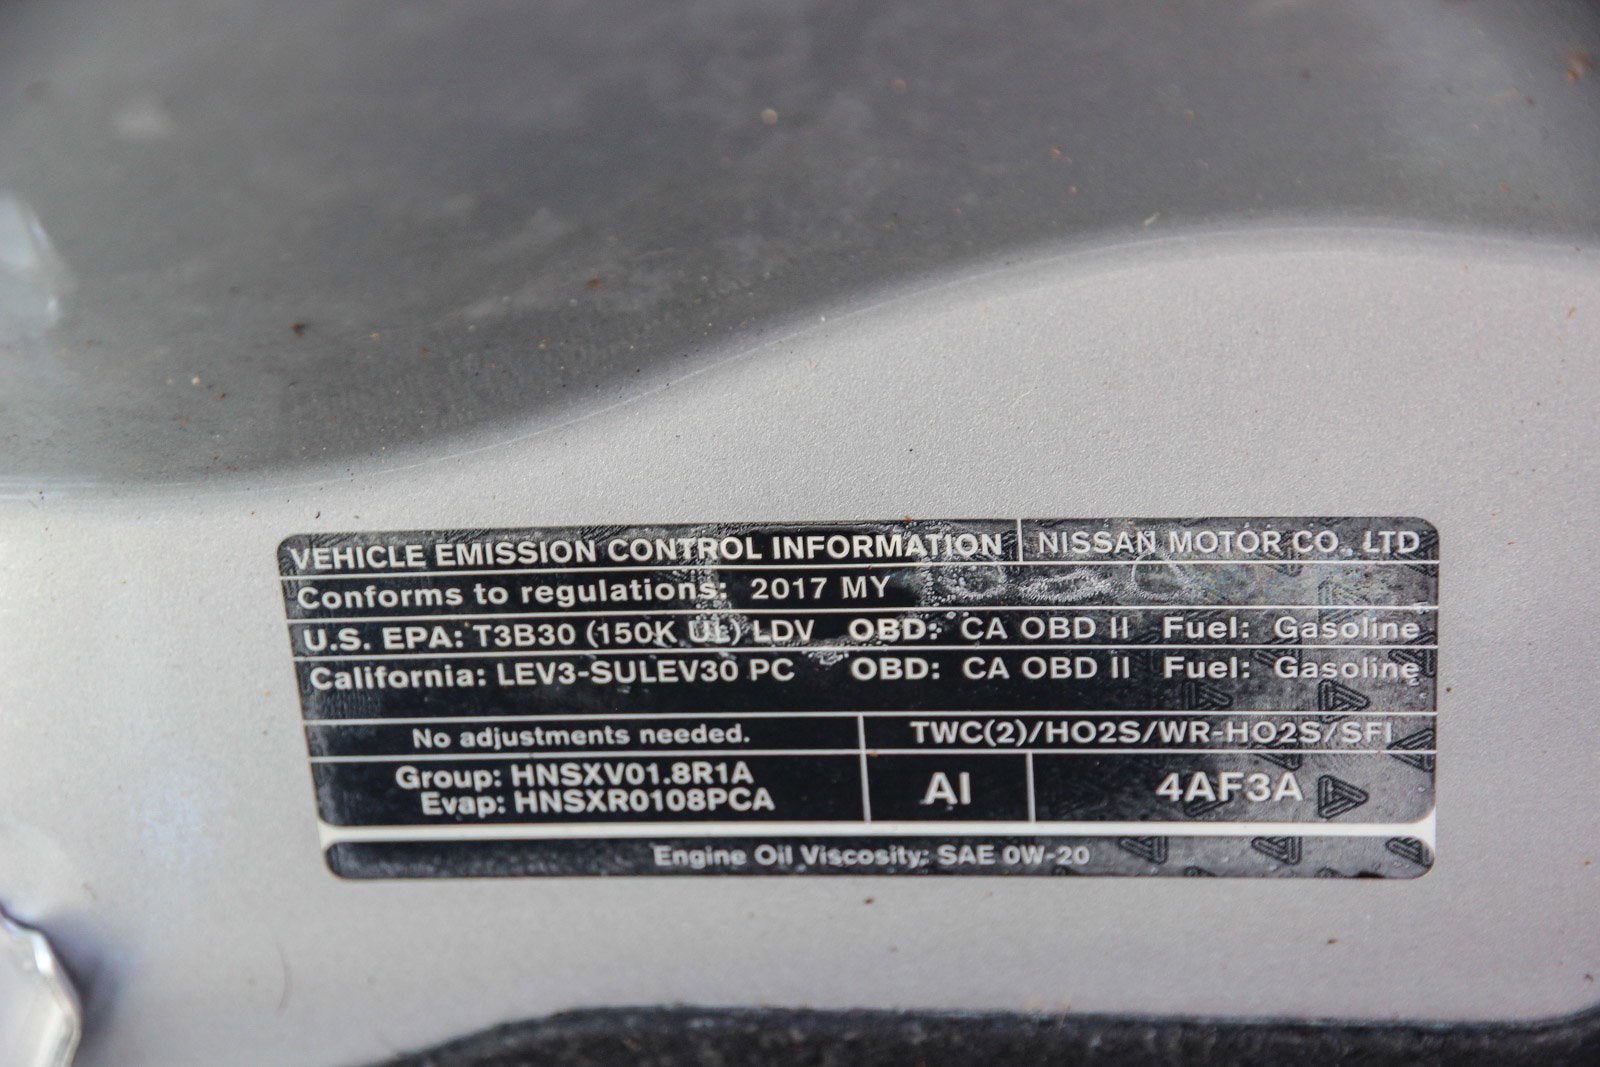 VEHICLE EMISSION CONTROL INFORMATION NISSAN MOTOR CO., LTD
Conforms to regulations: 2017 MY
U.S. EPA: T3B30 (150K UL) LDV OBD: CA OBD II Fuel: Gasoline
California: LEV3-SULEV30 PC OBD: CA OBD II Fuel: Gasoline
No adjustments needed. TWC(2)/HO2S/WR-HO2S/SFI
Group: HNSXV01.8R1A
Evap: HNSXR0108PCA
AI 4AF3A
Engine Oil Viscosity: SAE 0W-20